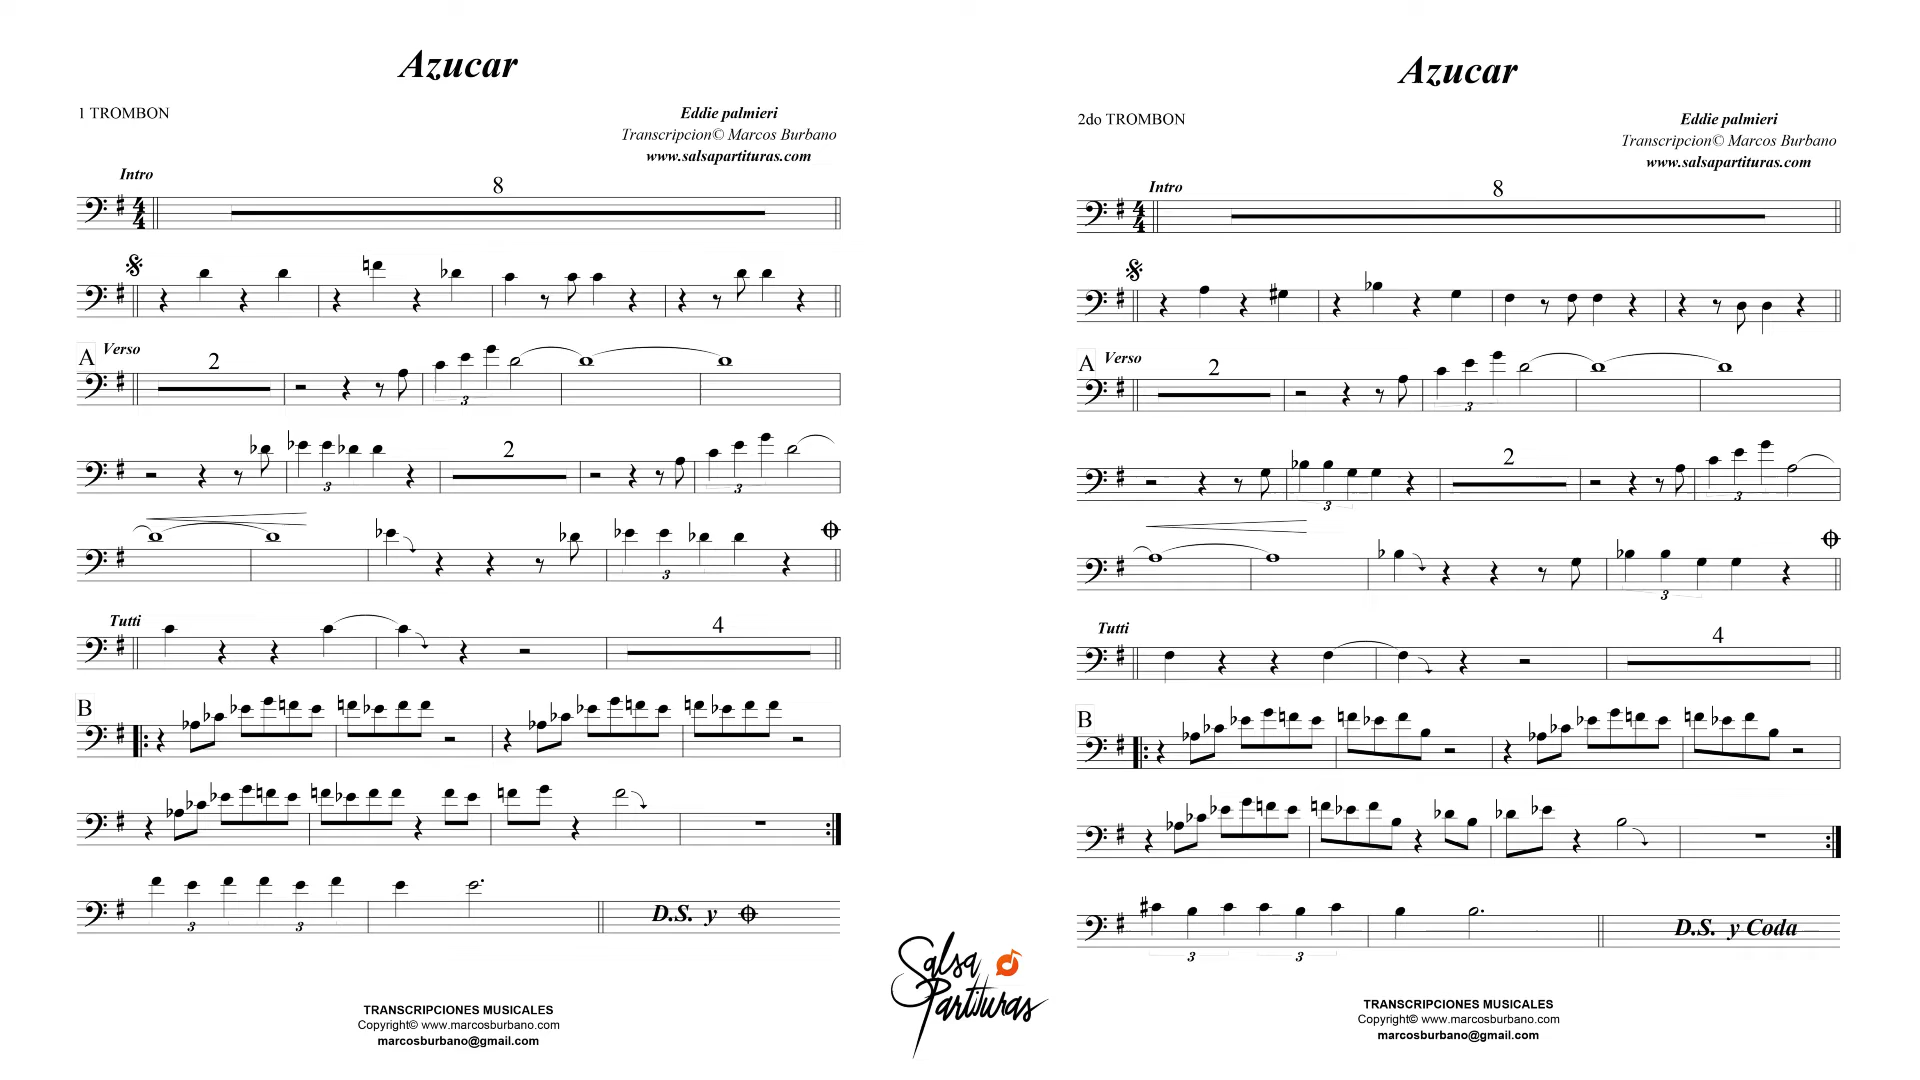 Azucar
1 TROMBON
Eddie palmieri
Transcripcion© Marcos Burbano
www.salsapartituras.com
Intro
8
A Verso
2
3
3
2
3
3
Tutti
4
B
3
3
D.S. y
TRANSCRIPCIONES MUSICALES
Copyright© www.marcosburbano.com
marcosburbano@gmail.com
Salsa
Partituras
Azucar
2do TROMBON
Eddie palmieri
Transcripcion© Marcos Burbano
www.salsapartituras.com
Intro
8
A Verso
2
3
2
3
3
3
Tutti
4
B
3
3
D.S. y Coda
TRANSCRIPCIONES MUSICALES
Copyright© www.marcosburbano.com
marcosburbano@gmail.com